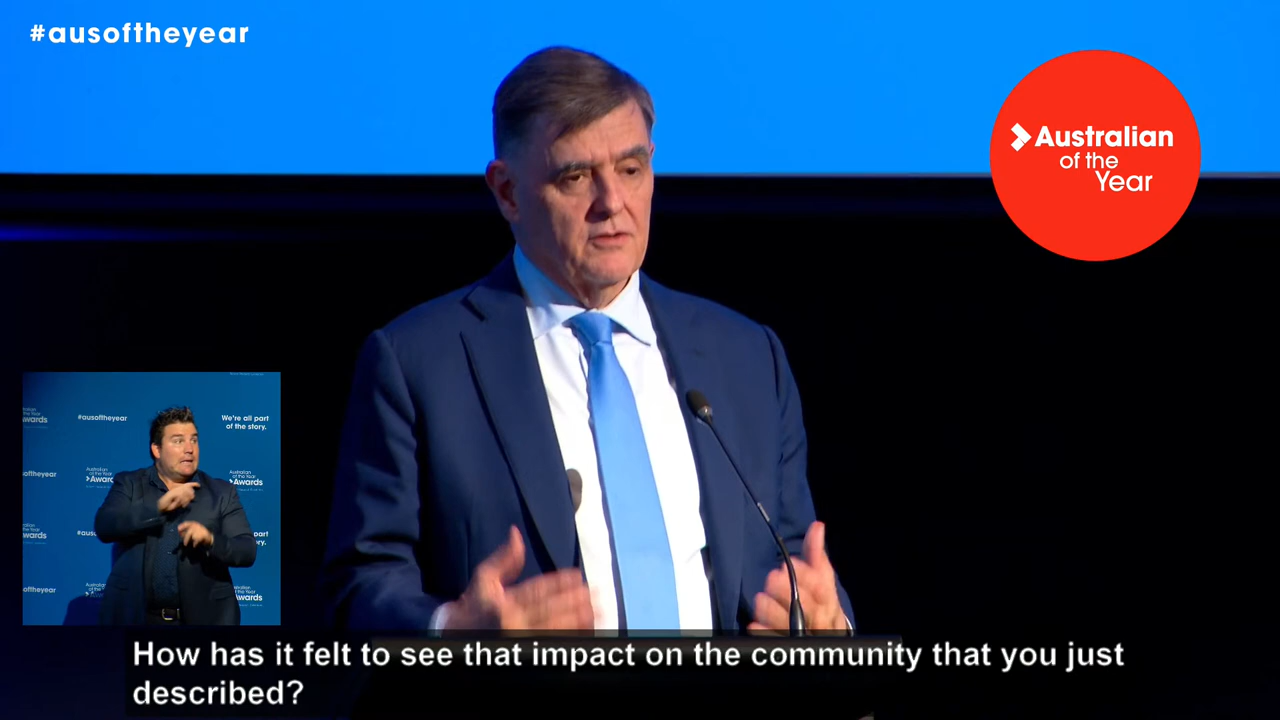 #ausoftheyear
Australian
of the
Year
#ausoftheyear
We're all part
of the story.
Awards
How has it felt to see that impact on the community that you just
described?